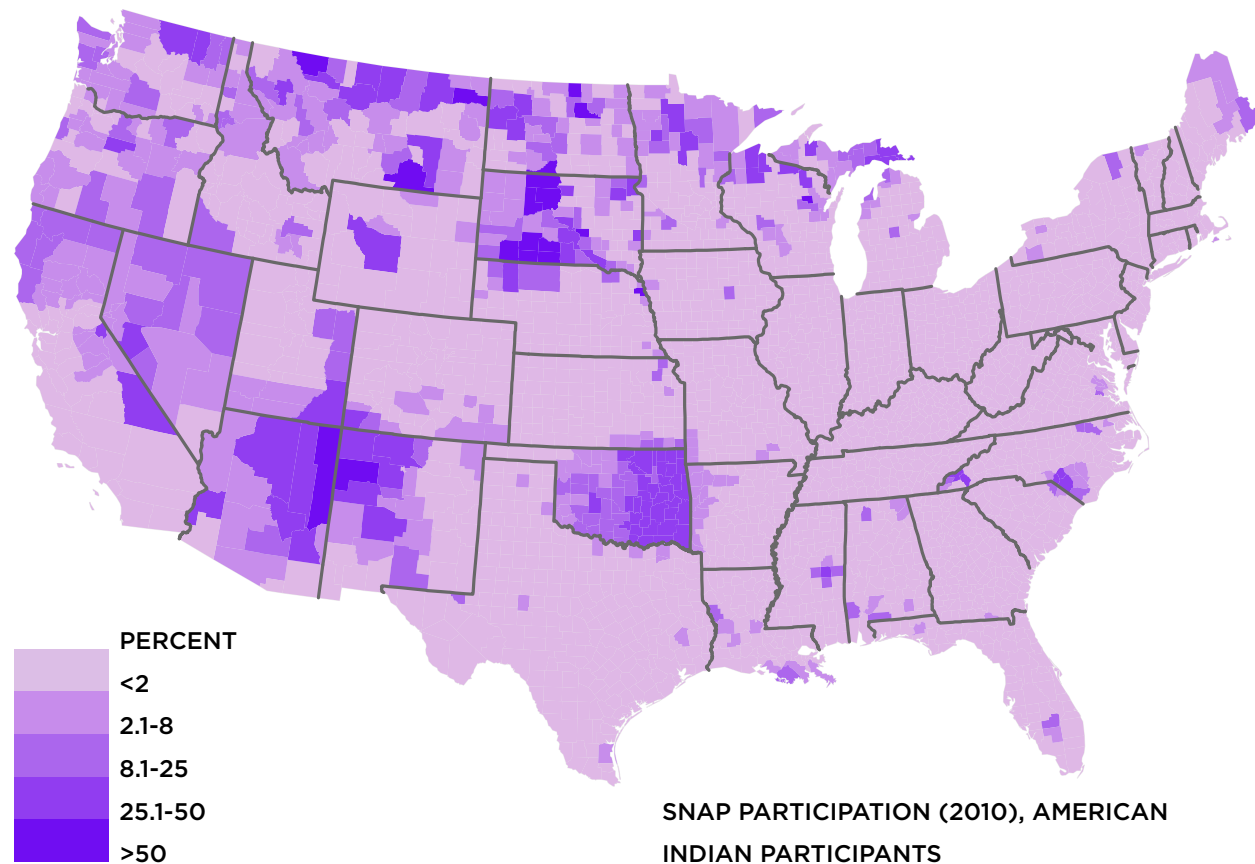 PERCENT
<2
2.1-8
8.1-25
25.1-50
>50
SNAP PARTICIPATION (2010), AMERICAN
INDIAN PARTICIPANTS